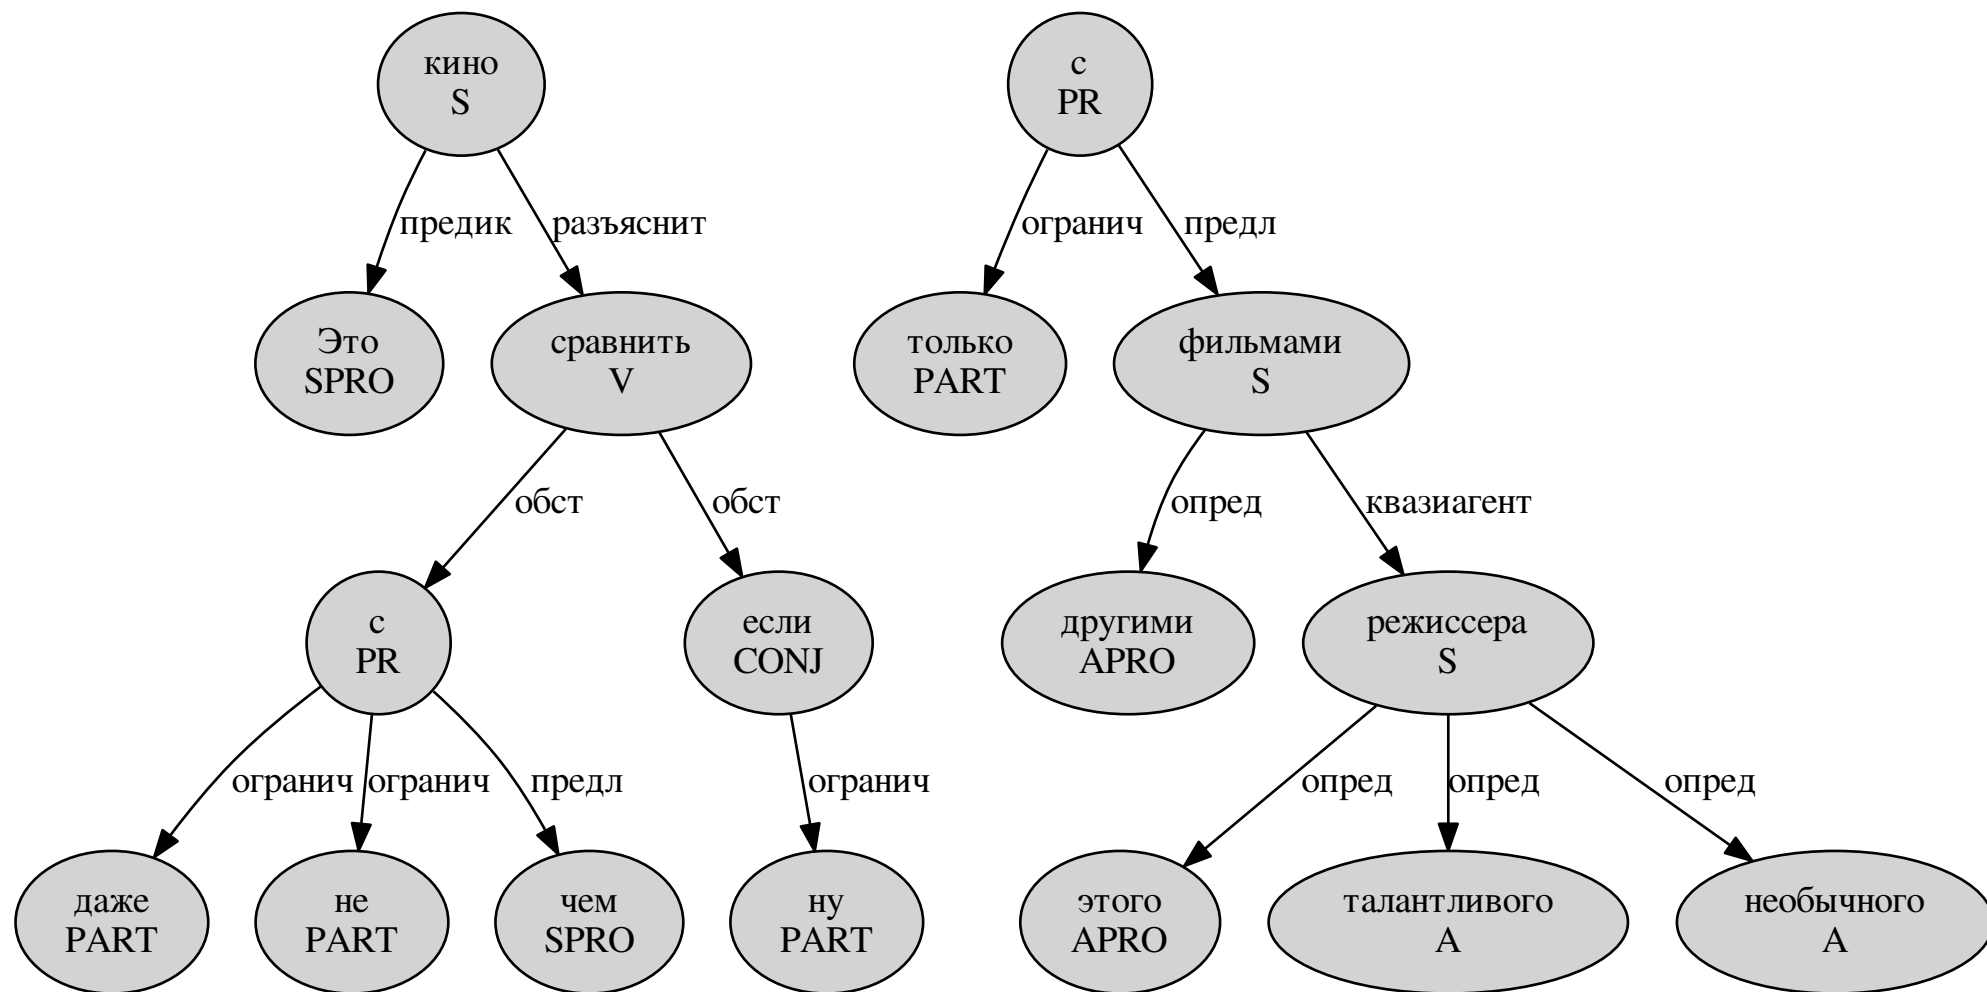 кино
S
с
PR
предик
разъяснит
огранич
предл
Это
SPRO
сравнить
V
только
PART
фильмами
S
обст
обст
опред
квазиагент
с
PR
если
CONJ
другими
APRO
режиссера
S
огранич
огранич
предл
огранич
опред
опред
опред
даже
PART
не
PART
чем
SPRO
ну
PART
этого
APRO
талантливого
A
необычного
A